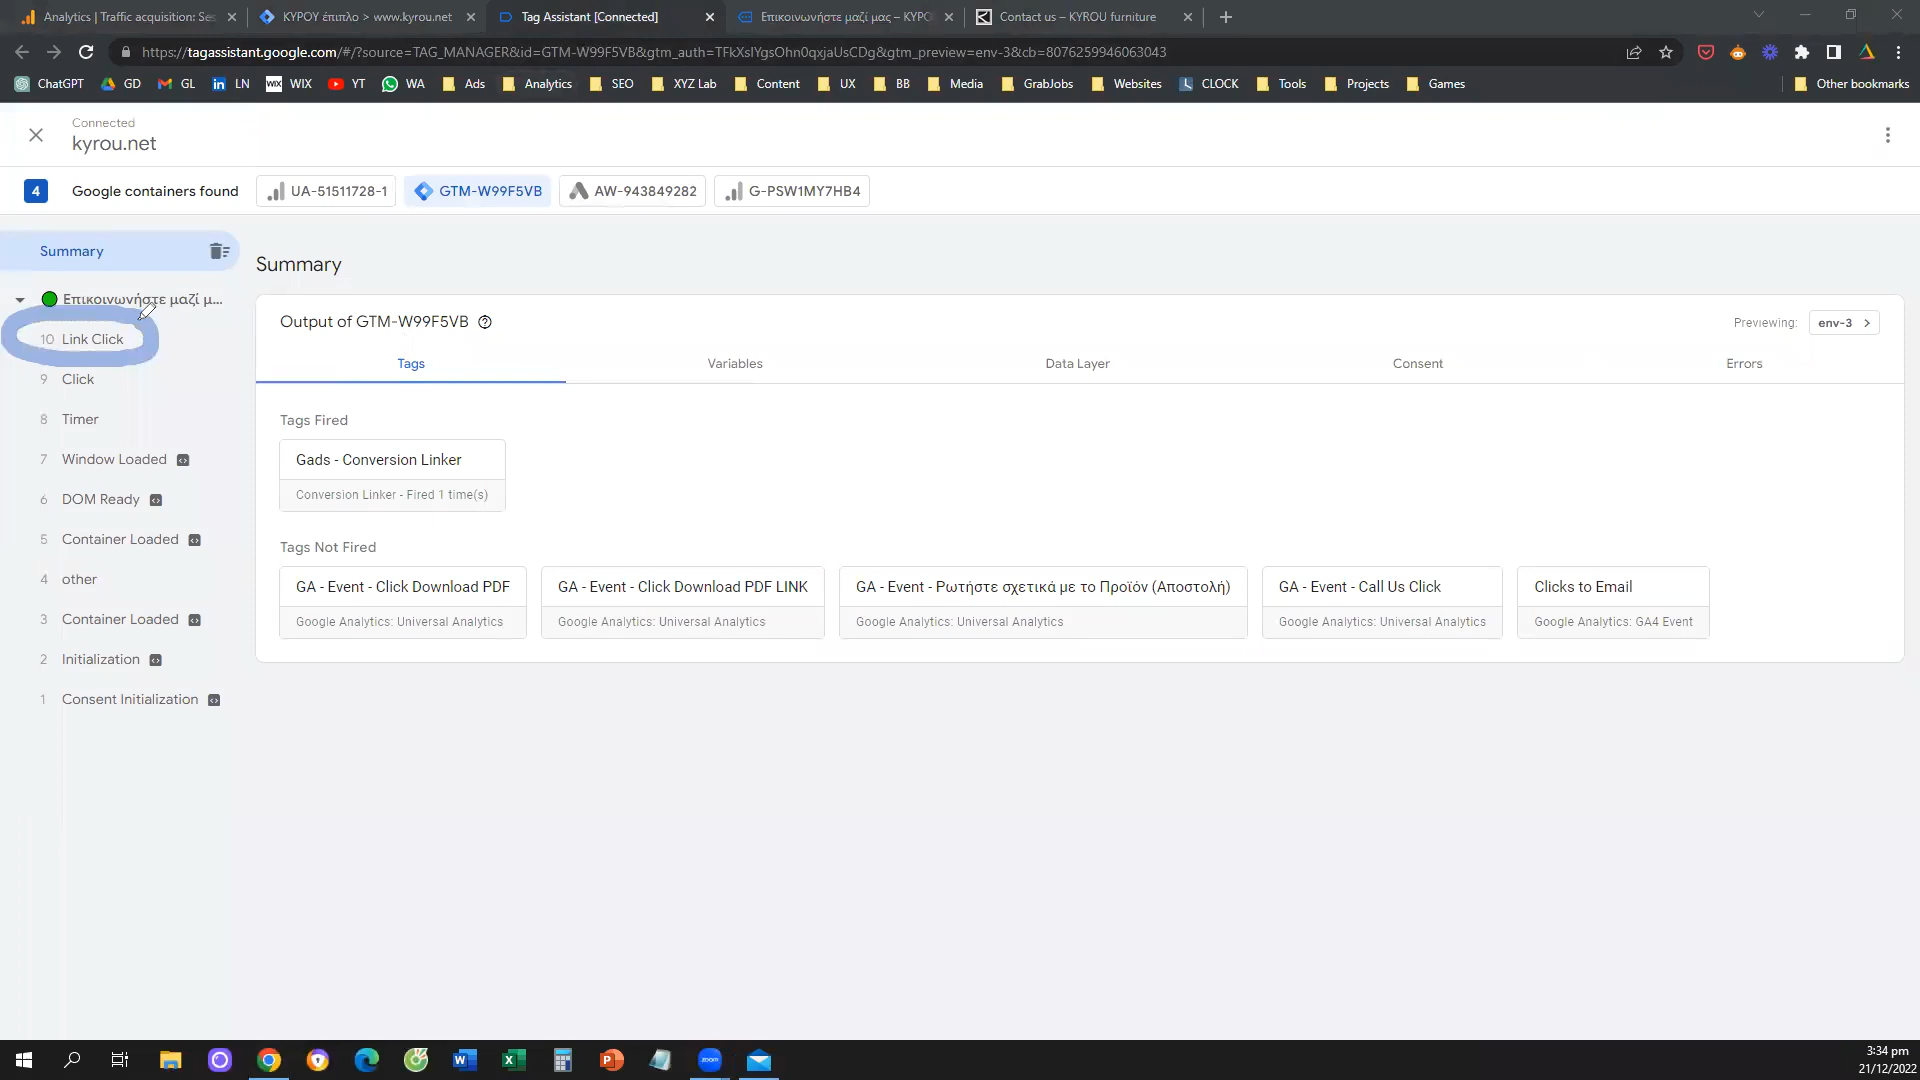 Analytics | Traffic acquisition: Ses
ΚΥΡΟΥ έπιπλο > www.kyrou.net
Tag Assistant [Connected]
Επικοινωνήστε μαζί μας – ΚΥΡΟ
Contact us – KYROU furniture
https://tagassistant.google.com/#/?source=TAG_MANAGER&id=GTM-W99F5VB&gtm_auth=TFkXslYgsOhn0qxjaUsCDg&gtm_preview=env-3&cb=8076259946063043
ChatGPT GD GL LN WIX YT WA Ads Analytics SEO XYZ Lab Content UX BB Media GrabJobs Websites CLOCK Tools Projects Games Other bookmarks
Connected
kyrou.net
4 Google containers found UA-51511728-1 GTM-W99F5VB AW-943849282 G-PSW1MY7HB4
Summary
Επικοινωνήστε μαζί μ...
10 Link Click
9 Click
8 Timer
7 Window Loaded
6 DOM Ready
5 Container Loaded
4 other
3 Container Loaded
2 Initialization
1 Consent Initialization
Summary
Output of GTM-W99F5VB
Previewing: env-3 >
Tags Variables Data Layer Consent Errors
Tags Fired
Gads - Conversion Linker
Conversion Linker - Fired 1 time(s)
Tags Not Fired
GA - Event - Click Download PDF
Google Analytics: Universal Analytics
GA - Event - Click Download PDF LINK
Google Analytics: Universal Analytics
GA - Event - Ρωτήστε σχετικά με το Προϊόν (Αποστολή)
Google Analytics: Universal Analytics
GA - Event - Call Us Click
Google Analytics: Universal Analytics
Clicks to Email
Google Analytics: GA4 Event
3:34 pm
21/12/2022